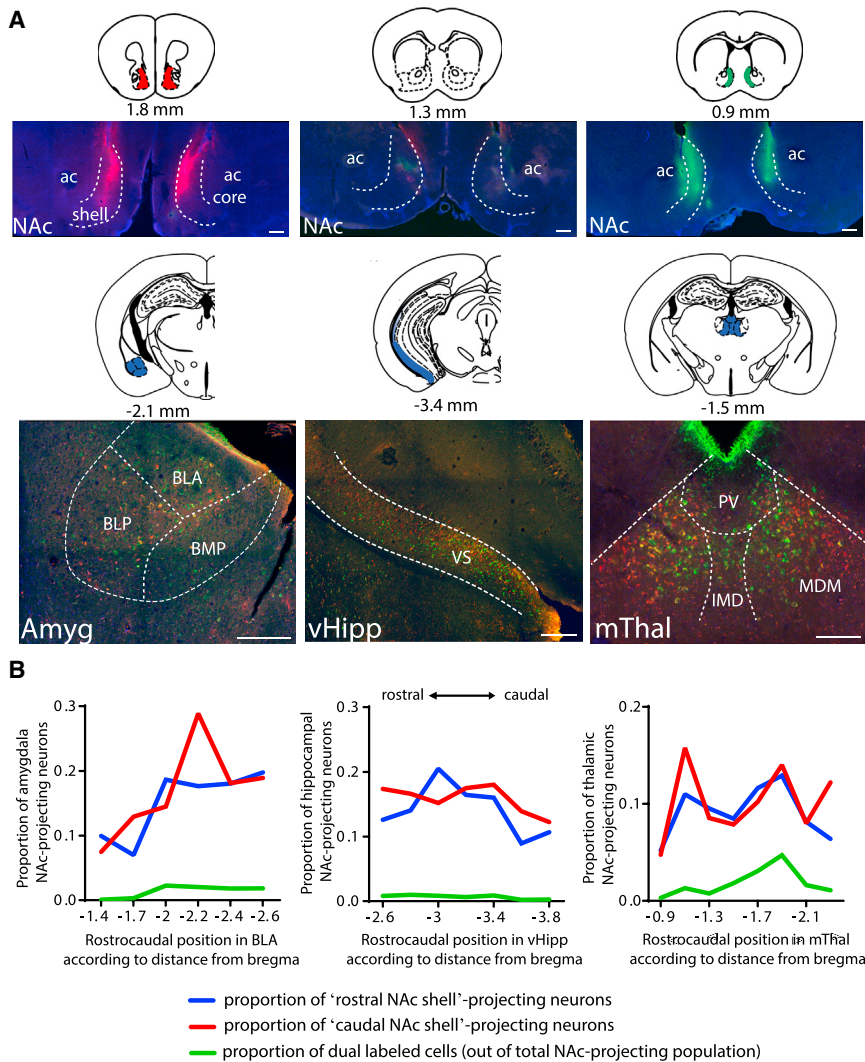 A
1.8 mm
1.3 mm
0.9 mm
ac
ac
shell
core
NAc
ac
ac
NAc
ac
ac
NAc
-2.1 mm
-3.4 mm
-1.5 mm
BLA
BLP
BMP
Amyg
VS
vHipp
PV
IMD
MDM
mThal
B
Proportion of amygdala
NAc-projecting neurons
0.3
0.2
0.1
0.0
-1.4 -1.7 -2 -2.2 -2.4 -2.6
Rostrocaudal position in BLA
according to distance from bregma
rostral caudal
Proportion of hippocampal
NAc-projecting neurons
0.3
0.2
0.1
0.0
-2.6 -3 -3.4 -3.8
Rostrocaudal position in vHipp
according to distance from bregma
Proportion of thalamic
NAc-projecting neurons
0.2
0.1
0.0
-0.9 -1.3 -1.7 -2.1
Rostrocaudal position in mThal
according to distance from bregma
proportion of 'rostral NAc shell'-projecting neurons
proportion of 'caudal NAc shell'-projecting neurons
proportion of dual labeled cells (out of total NAc-projecting population)